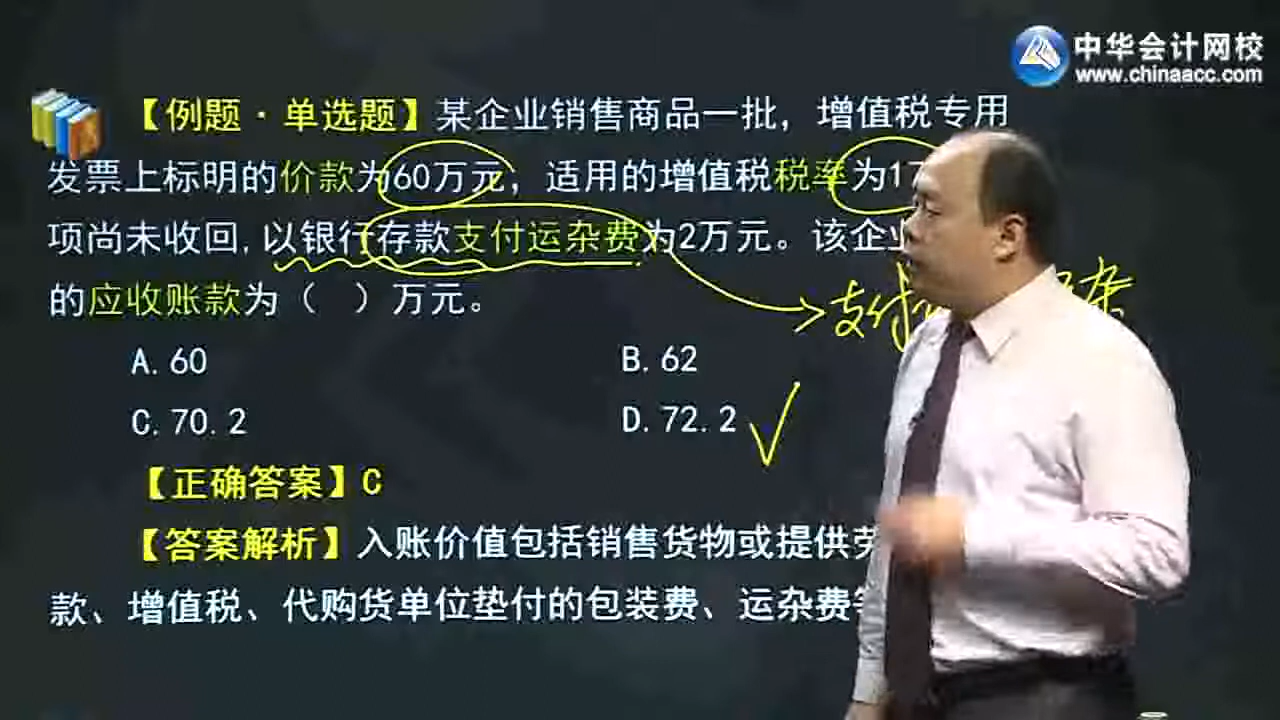 中华会计网校
www.chinaacc.com
【例题·单选题】某企业销售商品一批，增值税专用
发票上标明的价款为60万元，适用的增值税税率为17
项尚未收回，以银行存款支付运杂费为2万元。该企业
的应收账款为（ ）万元。
支付
杂
A.60
B.62
C.70.2
D.72.2
【正确答案】C
【答案解析】入账价值包括销售货物或提供劳
款、增值税、代购货单位垫付的包装费、运杂费等